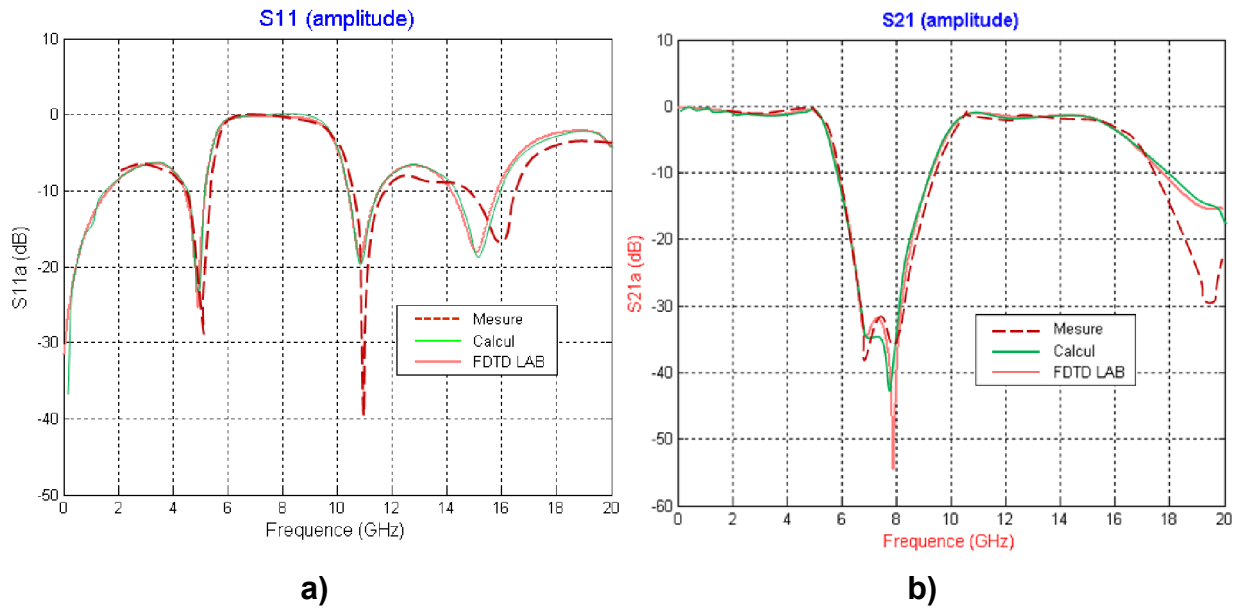 S11 (amplitude)
10
0
-10
-20
-30
-40
-50
S11a (dB)
0 2 4 6 8 10 12 14 16 18 20
Frequence (GHz)
Mesure
Calcul
FDTD LAB
a)
S21 (amplitude)
10
0
-10
-20
-30
-40
-50
-60
S21a (dB)
0 2 4 6 8 10 12 14 16 18 20
Frequence (GHz)
Mesure
Calcul
FDTD LAB
b)